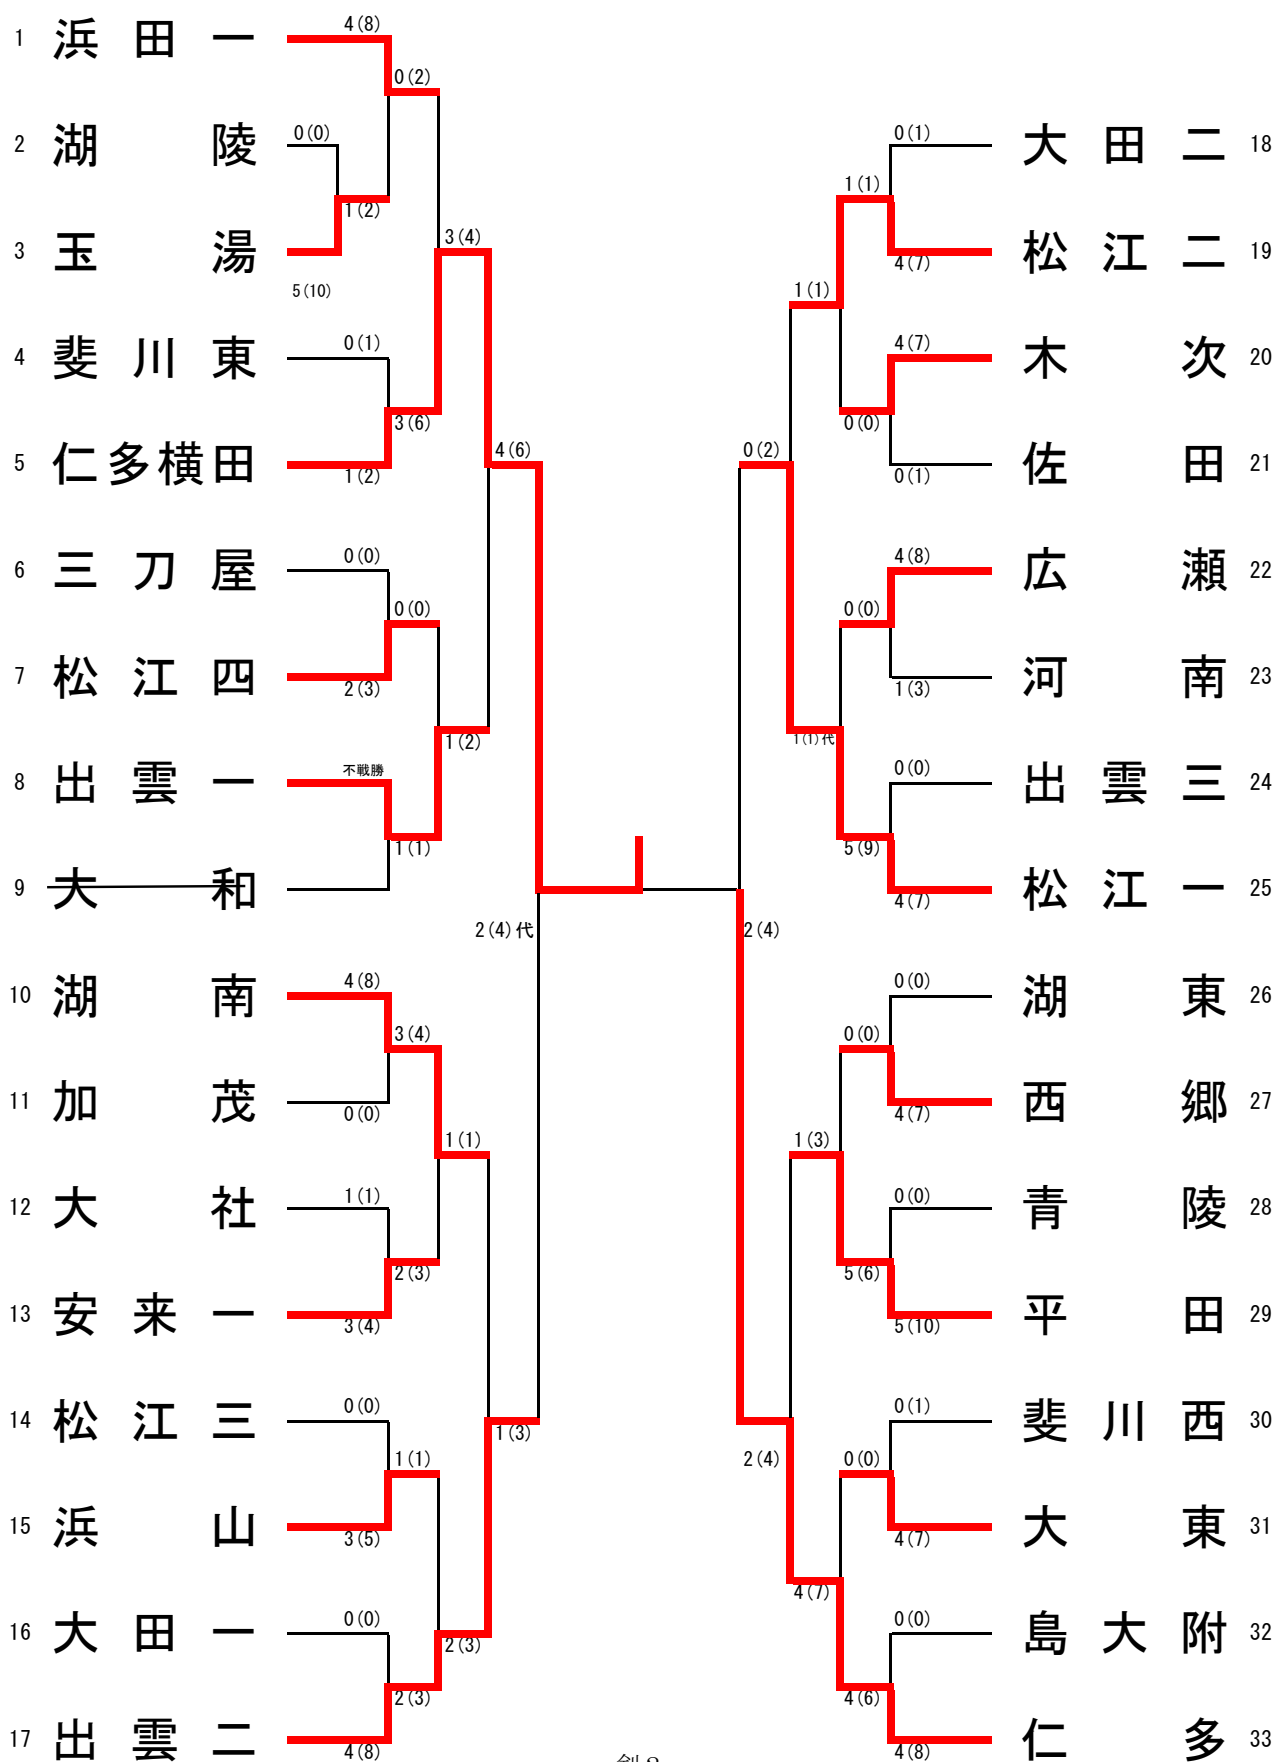 1 浜田一 4(8)
0(2)
2 湖陵 0(0)
1(2)
3 玉湯 5(10)
3(4)
4 斐川東 0(1)
3(6)
5 仁多横田 1(2)
4(6)
6 三刀屋 0(0)
0(0)
7 松江四 2(3)
1(2)
8 出雲一 不戦勝
1(1)
9 大和
2(4)代
10 湖南 4(8)
3(4)
11 加茂 0(0)
1(1)
12 大社 1(1)
2(3)
13 安来一 3(4)
14 松江三 0(0)
1(3)
1(1)
15 浜山 3(5)
16 大田一 0(0)
2(3)
2(3)
17 出雲二 4(8)
0(1) 大田二 18
1(1)
4(7) 松江二 19
1(1)
4(7) 木次 20
0(0)
0(1) 佐田 21
0(2)
4(8) 広瀬 22
0(0)
1(3) 河南 23
1(1)代
0(0) 出雲三 24
5(9)
4(7) 松江一 25
2(4)
0(0) 湖東 26
0(0)
4(7) 西郷 27
1(3)
0(0) 青陵 28
5(6)
5(10) 平田 29
0(1) 斐川西 30
2(4)
0(0)
4(7) 大東 31
4(7)
0(0) 島大附 32
4(6)
4(8) 仁多 33